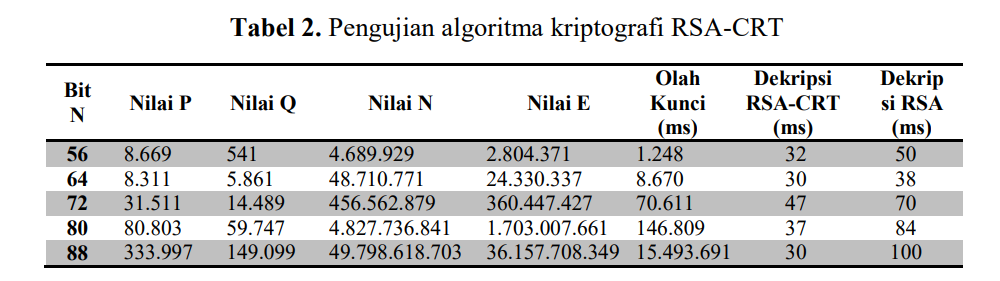 Tabel 2. Pengujian algoritma kriptografi RSA-CRT
Bit N Nilai P Nilai Q Nilai N Nilai E Olah Kunci (ms) Dekripsi RSA-CRT (ms) Dekrip si RSA (ms)
56 8.669 541 4.689.929 2.804.371 1.248 32 50
64 8.311 5.861 48.710.771 24.330.337 8.670 30 38
72 31.511 14.489 456.562.879 360.447.427 70.611 47 70
80 80.803 59.747 4.827.736.841 1.703.007.661 146.809 37 84
88 333.997 149.099 49.798.618.703 36.157.708.349 15.493.691 30 100